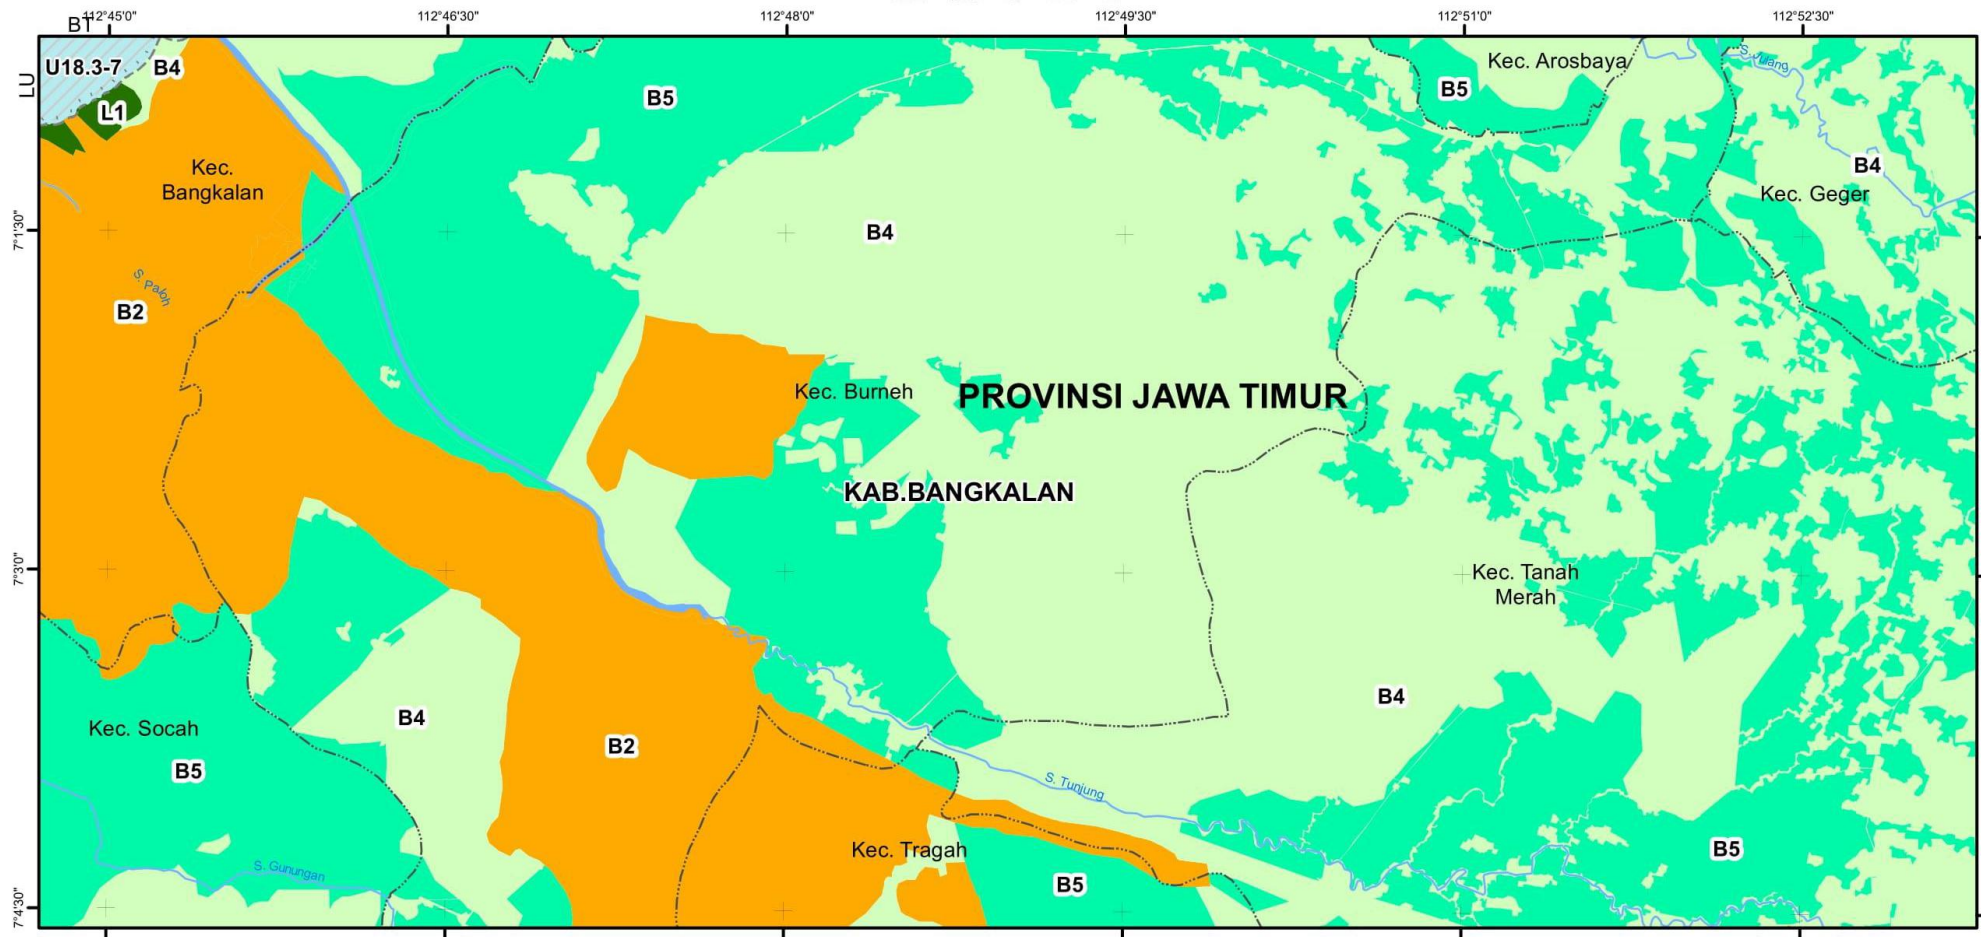 BT
112°45'0"
112°46'30"
112°48'0"
112°49'30"
112°51'0"
112°52'30"
LU
U18.3-7
B4
L1
B5
B5
Kec. Arosbaya
S. Julang
B4
Kec. Geger
Kec.
Bangkalan
7°1'30"
B4
S. Paloh
B2
Kec. Burneh
PROVINSI JAWA TIMUR
KAB.BANGKALAN
7°3'0"
Kec. Tanah
Merah
B4
Kec. Socah
B4
B2
B5
S. Tunjung
Kec. Tragah
B5
B5
S. Gunungan
7°4'30"